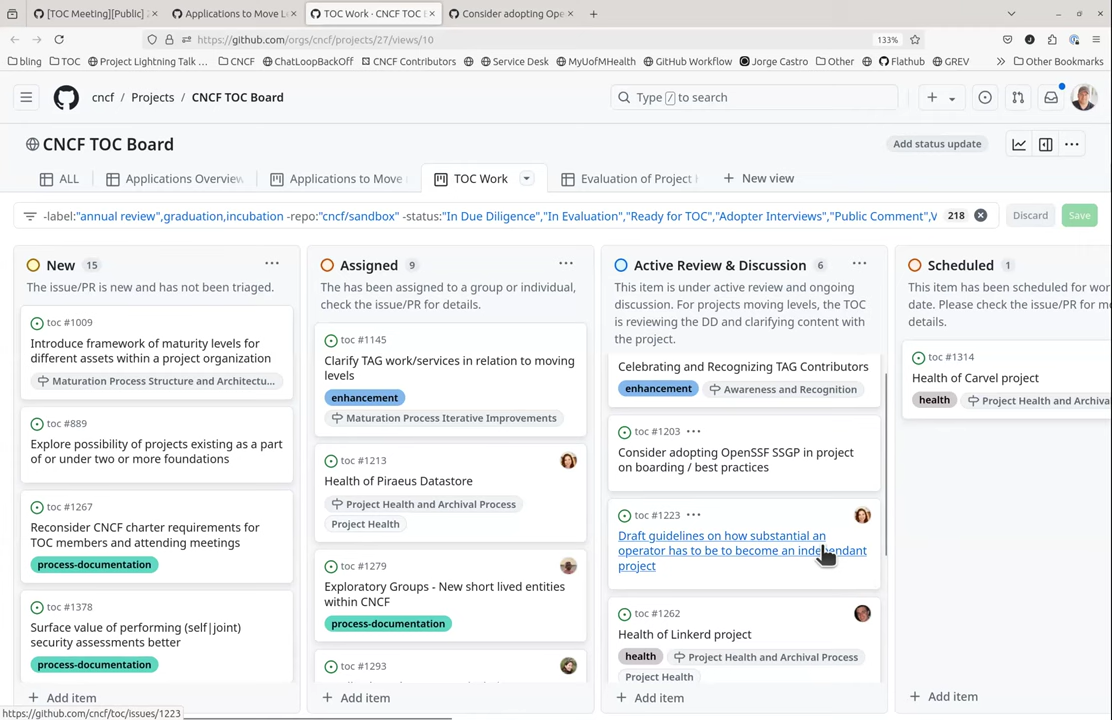 [TOC Meeting][Public]
Applications to Move L
TOC Work · CNCF TOC
Consider adopting Ope
https://github.com/orgs/cncf/projects/27/views/10
133%
bling
TOC
Project Lightning Talk ...
CNCF
ChatLoopBackOff
CNCF Contributors
Service Desk
MyUofMHealth
GitHub Workflow
Jorge Castro
Other
Flathub
GREV
Other Bookmarks
cncf / Projects / CNCF TOC Board
Type / to search
CNCF TOC Board
Add status update
ALL
Applications Overview
Applications to Move
TOC Work
Evaluation of Project
New view
-label:"annual review",graduation,incubation -repo:"cncf/sandbox" -status:"In Due Diligence","In Evaluation","Ready for TOC","Adopter Interviews","Public Comment",V
218
Discard
Save
New 15
The issue/PR is new and has not been triaged.
toc #1009
Introduce framework of maturity levels for
different assets within a project organization
Maturation Process Structure and Architectu...
toc #889
Explore possibility of projects existing as a part
of or under two or more foundations
toc #1267
Reconsider CNCF charter requirements for
TOC members and attending meetings
process-documentation
toc #1378
Surface value of performing (self|joint)
security assessments better
process-documentation
Add item
Assigned 9
The has been assigned to a group or individual,
check the issue/PR for details.
toc #1145
Clarify TAG work/services in relation to moving
levels
enhancement
Maturation Process Iterative Improvements
toc #1213
Health of Piraeus Datastore
Project Health and Archival Process
Project Health
toc #1279
Exploratory Groups - New short lived entities
within CNCF
process-documentation
toc #1293
Add item
Active Review & Discussion 6
This item is under active review and ongoing
discussion. For projects moving levels, the TOC
is reviewing the DD and clarifying content with
the project.
Celebrating and Recognizing TAG Contributors
enhancement
Awareness and Recognition
toc #1203
Consider adopting OpenSSF SSGP in project
on boarding / best practices
toc #1223
Draft guidelines on how substantial an
operator has to be to become an independant
project
toc #1262
Health of Linkerd project
health
Project Health and Archival Process
Project Health
Add item
Scheduled 1
This item has been scheduled for wor
date. Please check the issue/PR for m
details.
toc #1314
Health of Carvel project
health
Project Health and Archiva
Add item
https://github.com/cncf/toc/issues/1223